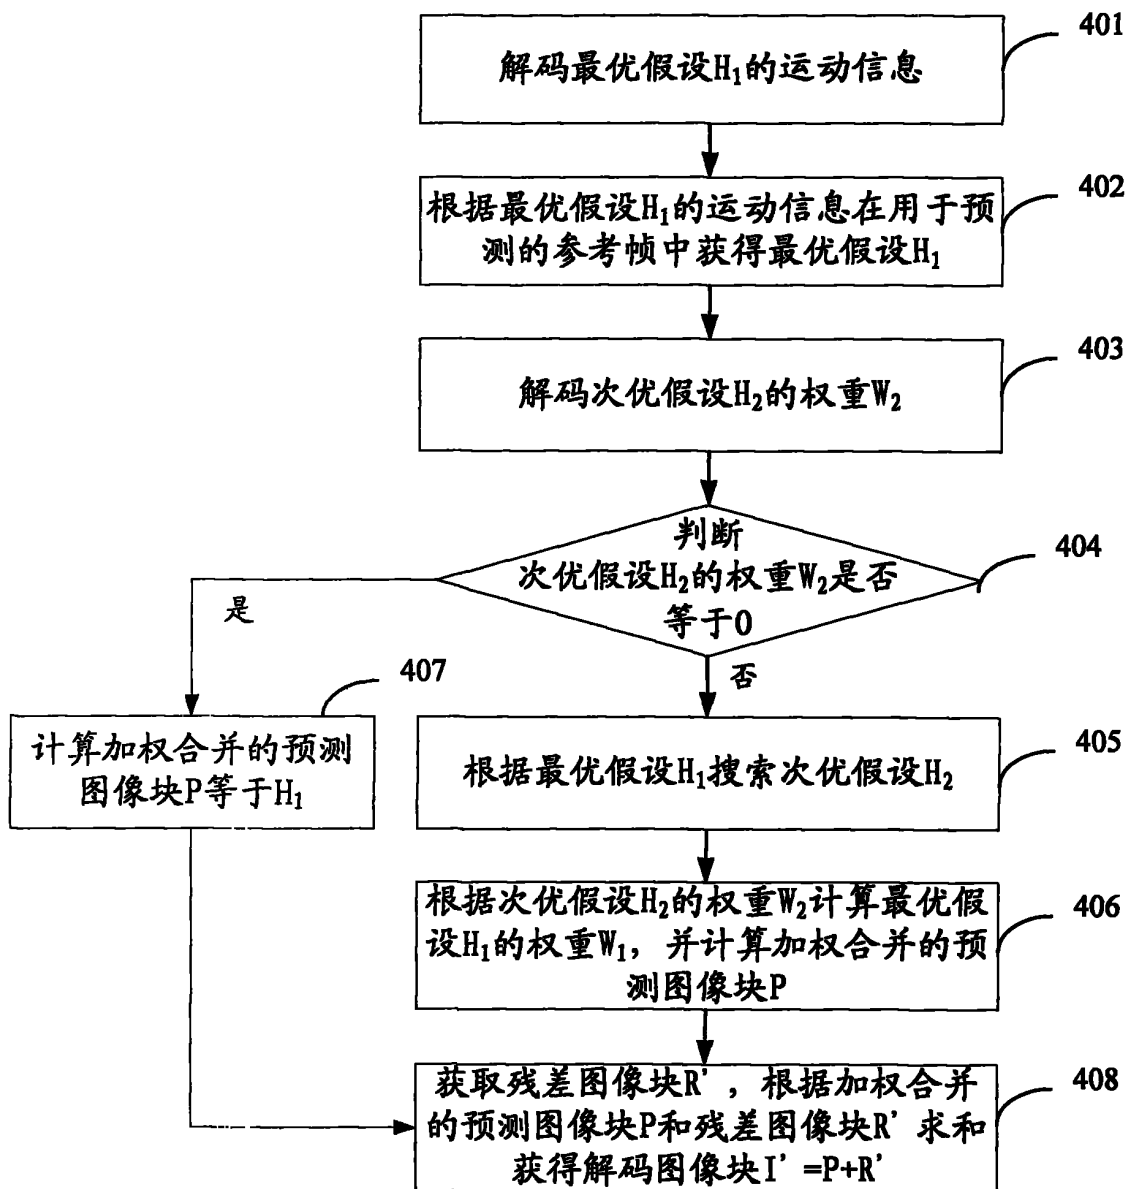 401
解码最优假设H₁的运动信息
402
根据最优假设H₁的运动信息在用于预
测的参考帧中获得最优假设H₁
403
解码次优假设H₂的权重W₂
404
判断
次优假设H₂的权重W₂是否
等于0
是
否
407
计算加权合并的预测
图像块P等于H₁
405
根据最优假设H₁搜索次优假设H₂
406
根据次优假设H₂的权重W₂计算最优假
设H₁的权重W₁，并计算加权合并的预
测图像块P
408
获取残差图像块R'，根据加权合并
的预测图像块P和残差图像块R'求和
获得解码图像块I'=P+R'